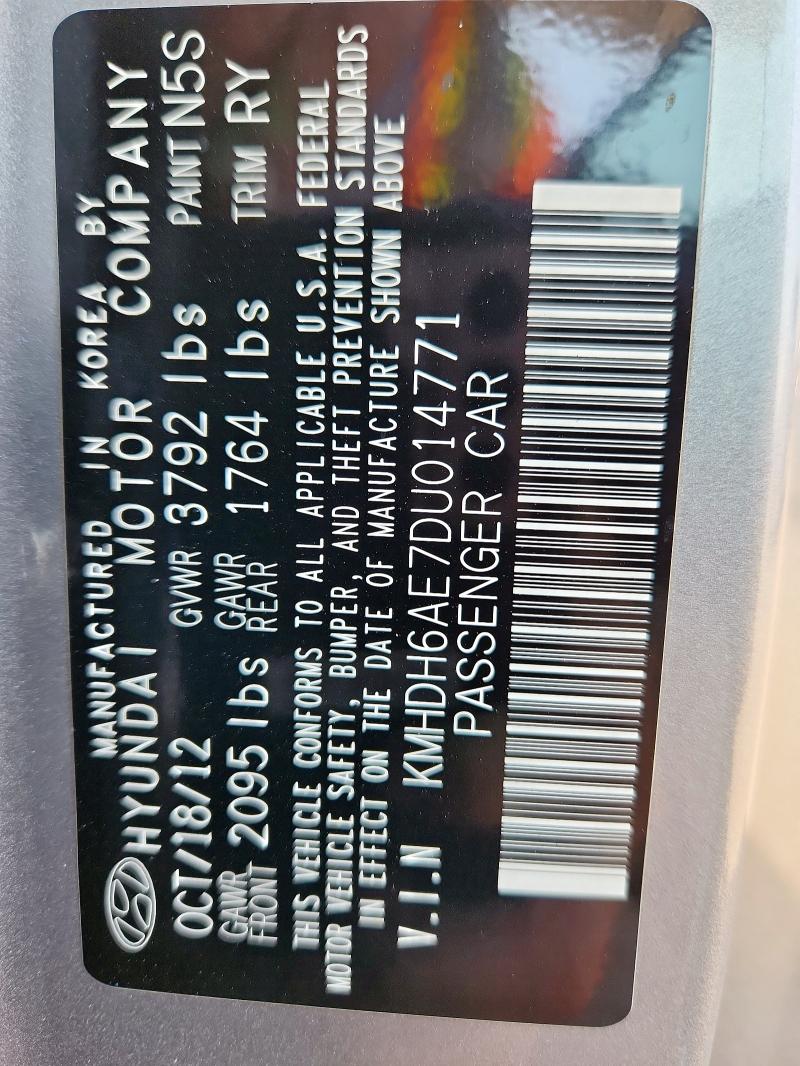 MANUFACTURED IN KOREA BY
HYUNDAI MOTOR COMPANY
OCT/18/12 GVWR 3792 lbs PAINT N5S
GAWR FRONT 2095 lbs GAWR REAR 1764 lbs TRIM RY
THIS VEHICLE CONFORMS TO ALL APPLICABLE U.S.A. FEDERAL
MOTOR VEHICLE SAFETY, BUMPER, AND THEFT PREVENTION STANDARDS
IN EFFECT ON THE DATE OF MANUFACTURE SHOWN ABOVE
V.I.N KMHDH6AE7DU014771
PASSENGER CAR